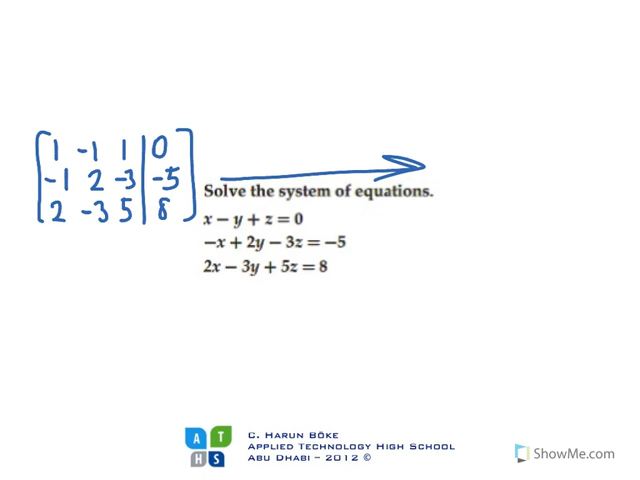 1 -1 1 | 0
-1 2 -3 | -5
2 -3 5 | 8
Solve the system of equations.
x − y + z = 0
−x + 2y − 3z = −5
2x − 3y + 5z = 8
A T H S
C. Harun Böke
Applied Technology High School
Abu Dhabi – 2012 ©
ShowMe.com